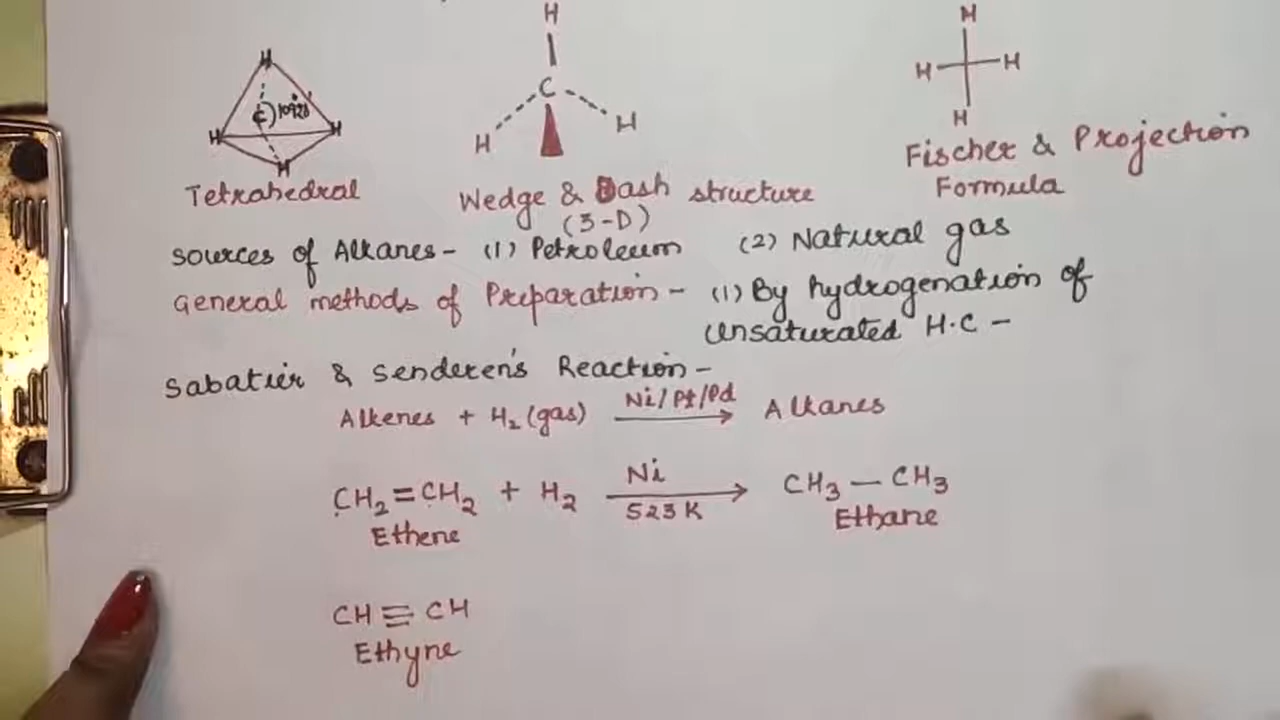 H
H
H
C
H
H
H
H
H
C) 109°28'
H
H
H
C
H
H
Tetrahedral
Wedge & Dash structure
(3-D)
Fischer & Projection
Formula
Sources of Alkanes - (1) Petroleum (2) Natural gas
General methods of Preparation - (1) By hydrogenation of
Unsaturated H.C -
Sabatier & Senderen's Reaction -
Alkenes + H₂ (gas) Ni/Pt/Pd → Alkanes
CH₂=CH₂ + H₂ Ni 523 K → CH₃ — CH₃
Ethene Ethane
CH ≡ CH
Ethyne